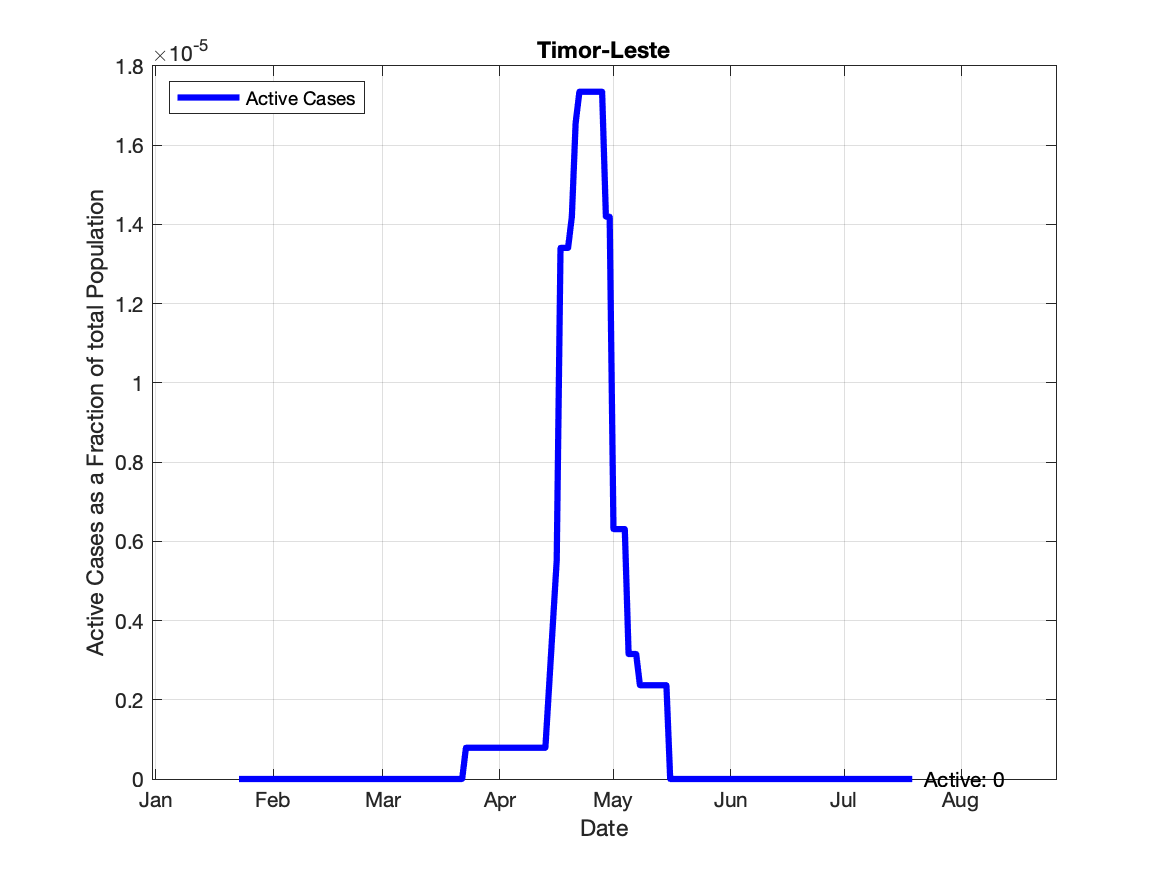 Timor-Leste
×10-5
1.8
1.6
1.4
1.2
1
0.8
0.6
0.4
0.2
0
Active Cases
Active Cases as a Fraction of total Population
Active: 0
Jan Feb Mar Apr May Jun Jul Aug
Date